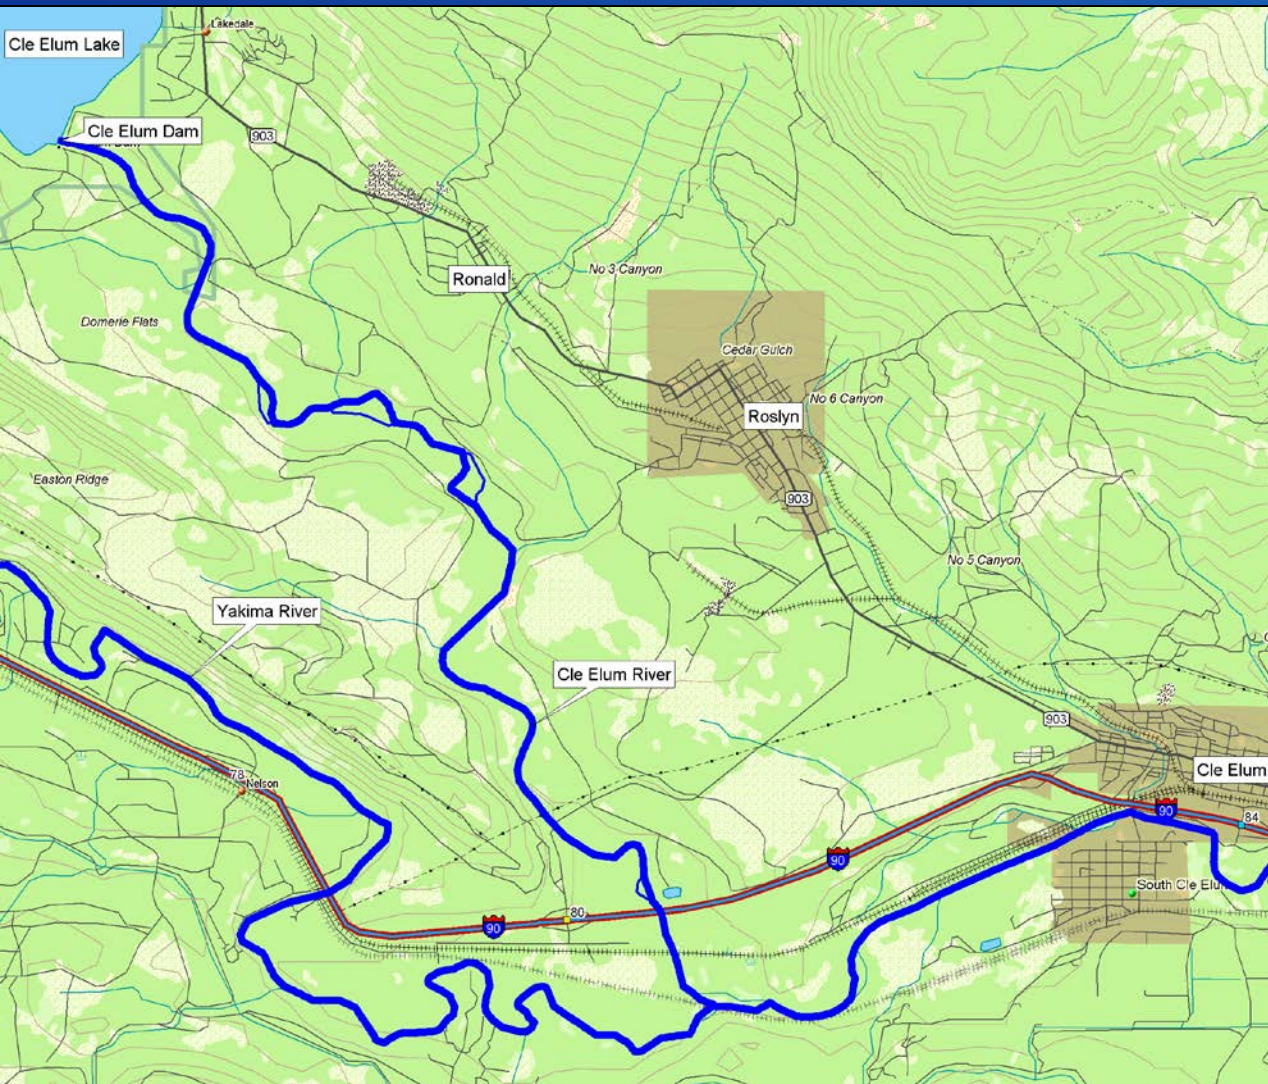 Lakedale
Cle Elum Lake
Cle Elum Dam
903
Ronald
No 3 Canyon
Domerie Flats
Cedar Gulch
No 6 Canyon
Roslyn
Easton Ridge
903
No 5 Canyon
Yakima River
Cle Elum River
903
Cle Elum
78
Nelson
90
84
90
South Cle Elum
80
90